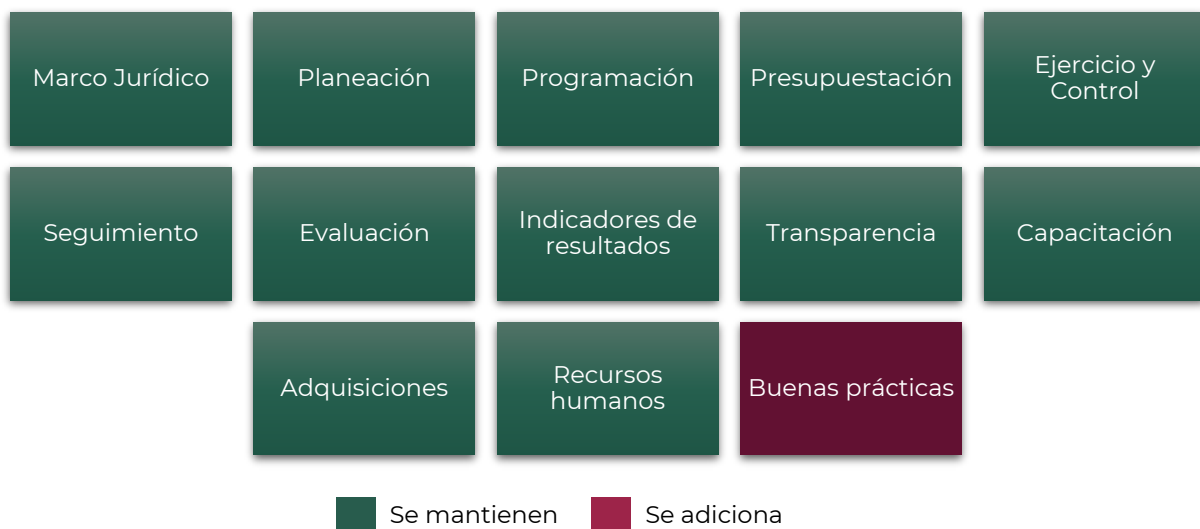 Marco Jurídico
Planeación
Programación
Presupuestación
Ejercicio y
Control
Seguimiento
Evaluación
Indicadores de
resultados
Transparencia
Capacitación
Adquisiciones
Recursos
humanos
Buenas prácticas
Se mantienen
Se adiciona